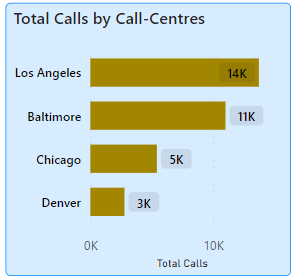 Total Calls by Call-Centres
Los Angeles 14K
Baltimore 11K
Chicago 5K
Denver 3K
0K 10K
Total Calls